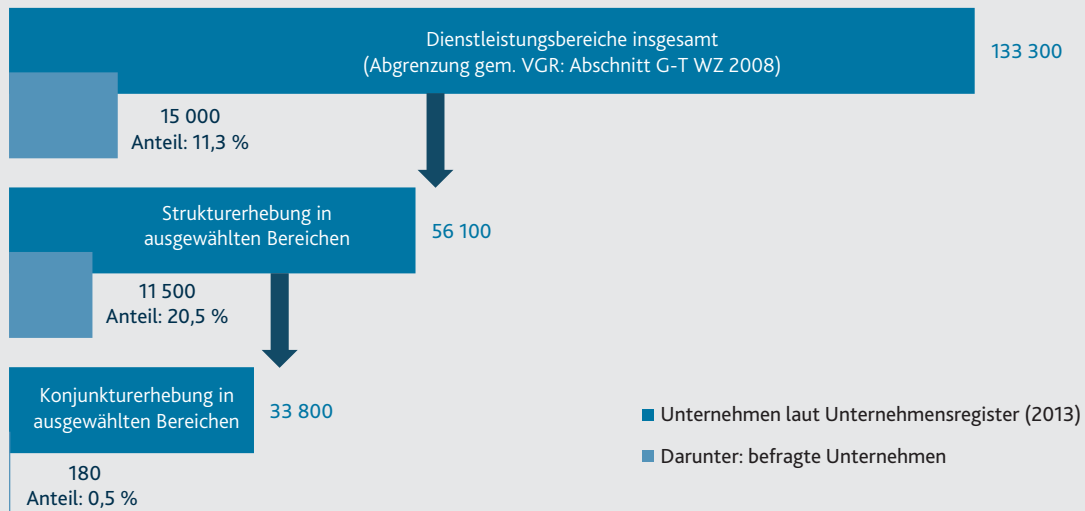 Dienstleistungsbereiche insgesamt
(Abgrenzung gem. VGR: Abschnitt G-T WZ 2008)
133 300
15 000
Anteil: 11,3 %
Strukturerhebung in
ausgewählten Bereichen
56 100
11 500
Anteil: 20,5 %
Konjunkturerhebung in
ausgewählten Bereichen
33 800
180
Anteil: 0,5 %
Unternehmen laut Unternehmensregister (2013)
Darunter: befragte Unternehmen